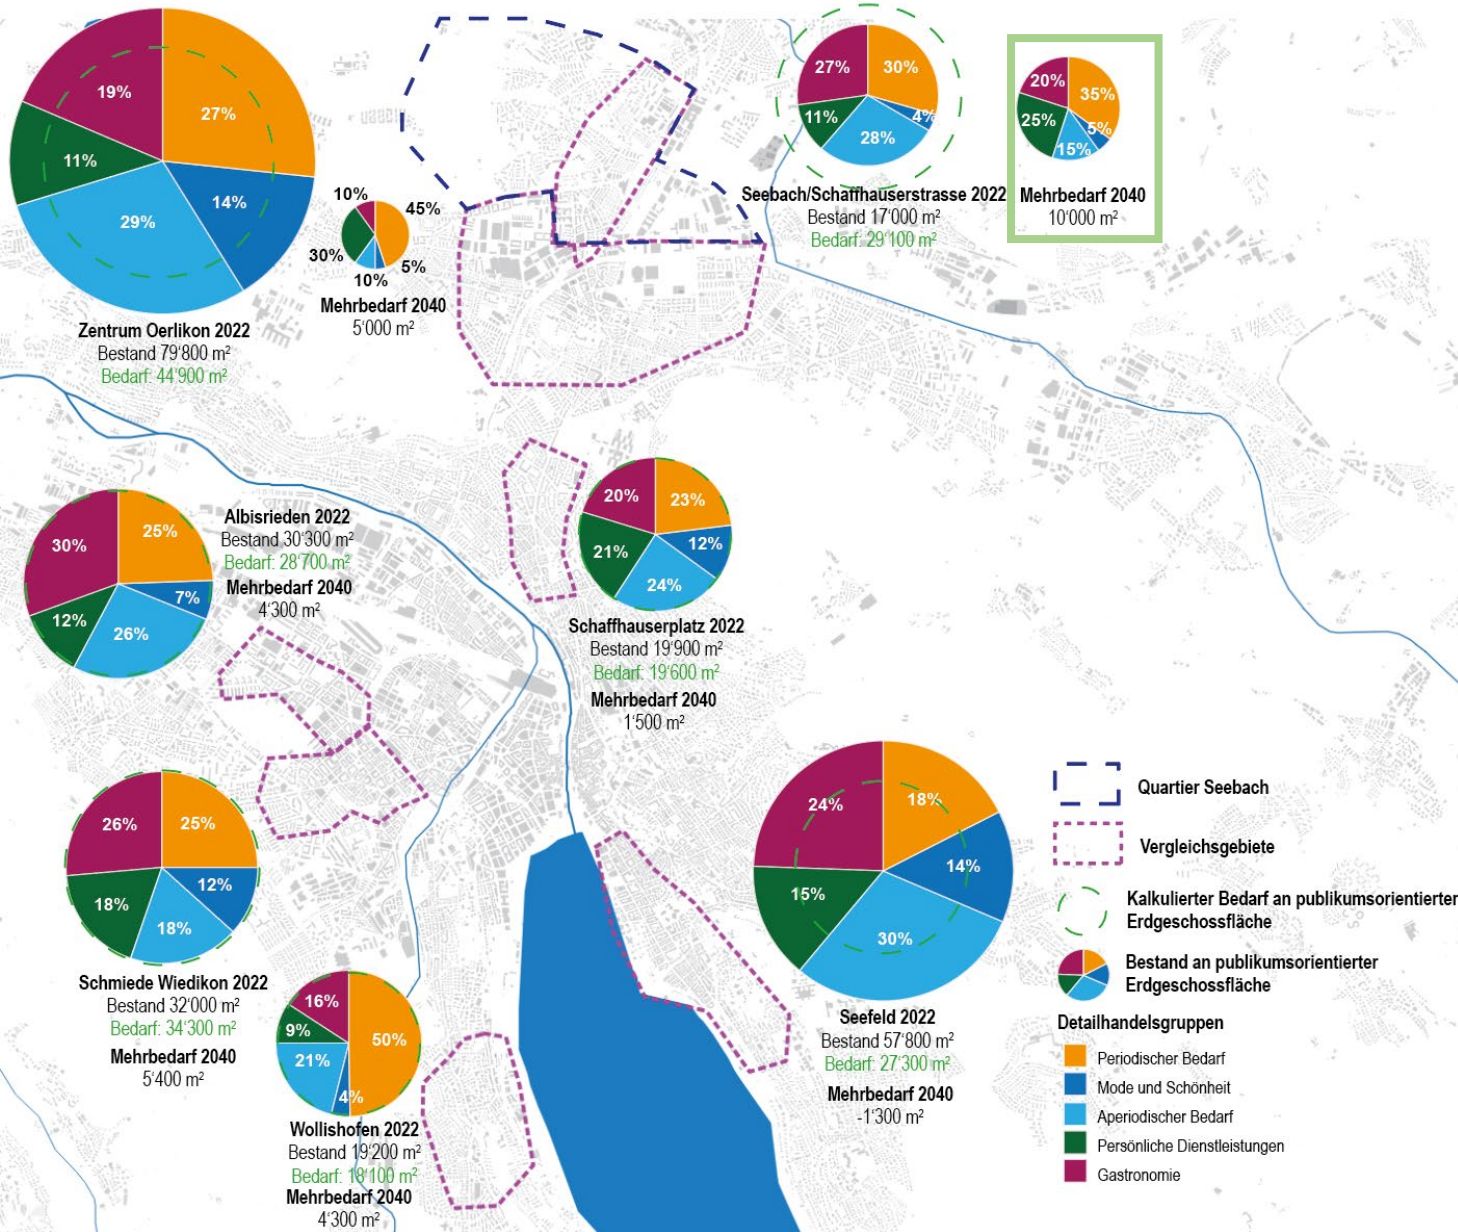 19%
27%
11%
14%
29%
Zentrum Oerlikon 2022
Bestand 79'800 m²
Bedarf: 44'900 m²
10%
45%
30%
5%
10%
Mehrbedarf 2040
5'000 m²
27%
30%
11%
4%
28%
Seebach/Schaffhauserstrasse 2022
Bestand 17'000 m²
Bedarf: 29'100 m²
20%
35%
25%
5%
15%
Mehrbedarf 2040
10'000 m²
30%
25%
7%
12%
26%
Albisrieden 2022
Bestand 30'300 m²
Bedarf: 28'700 m²
Mehrbedarf 2040
4'300 m²
20%
23%
21%
12%
24%
Schaffhauserplatz 2022
Bestand 19'900 m²
Bedarf: 19'600 m²
Mehrbedarf 2040
1'500 m²
26%
25%
12%
18%
18%
Schmiede Wiedikon 2022
Bestand 32'000 m²
Bedarf: 34'300 m²
Mehrbedarf 2040
5'400 m²
16%
9%
50%
21%
4%
Wollishofen 2022
Bestand 19'200 m²
Bedarf: 18'100 m²
Mehrbedarf 2040
4'300 m²
24%
18%
14%
15%
30%
Seefeld 2022
Bestand 57'800 m²
Bedarf: 27'300 m²
Mehrbedarf 2040
-1'300 m²
Quartier Seebach
Vergleichsgebiete
Kalkulierter Bedarf an publikumsorientierter
Erdgeschossfläche
Bestand an publikumsorientierter
Erdgeschossfläche
Detailhandelsgruppen
Periodischer Bedarf
Mode und Schönheit
Aperiodischer Bedarf
Persönliche Dienstleistungen
Gastronomie